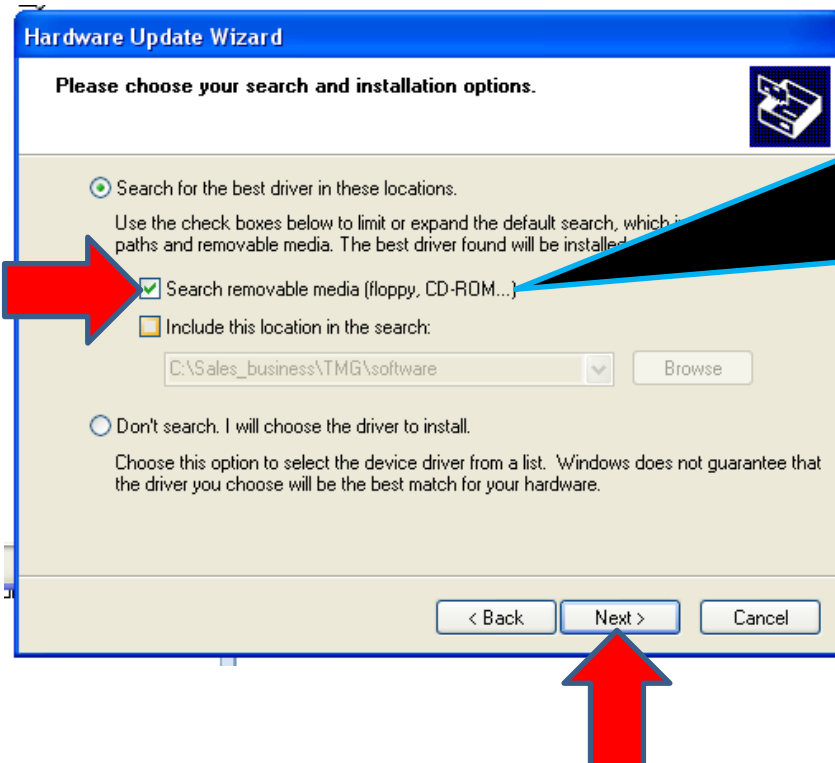 Hardware Update Wizard
Please choose your search and installation options.
Search for the best driver in these locations.
Use the check boxes below to limit or expand the default search, which
paths and removable media. The best driver found will be installed
Search removable media (floppy, CD-ROM...)
Include this location in the search:
C:\Sales_business\TMG\software
Browse
Don't search. I will choose the driver to install.
Choose this option to select the device driver from a list. Windows does not guarantee that
the driver you choose will be the best match for your hardware.
< Back
Next >
Cancel